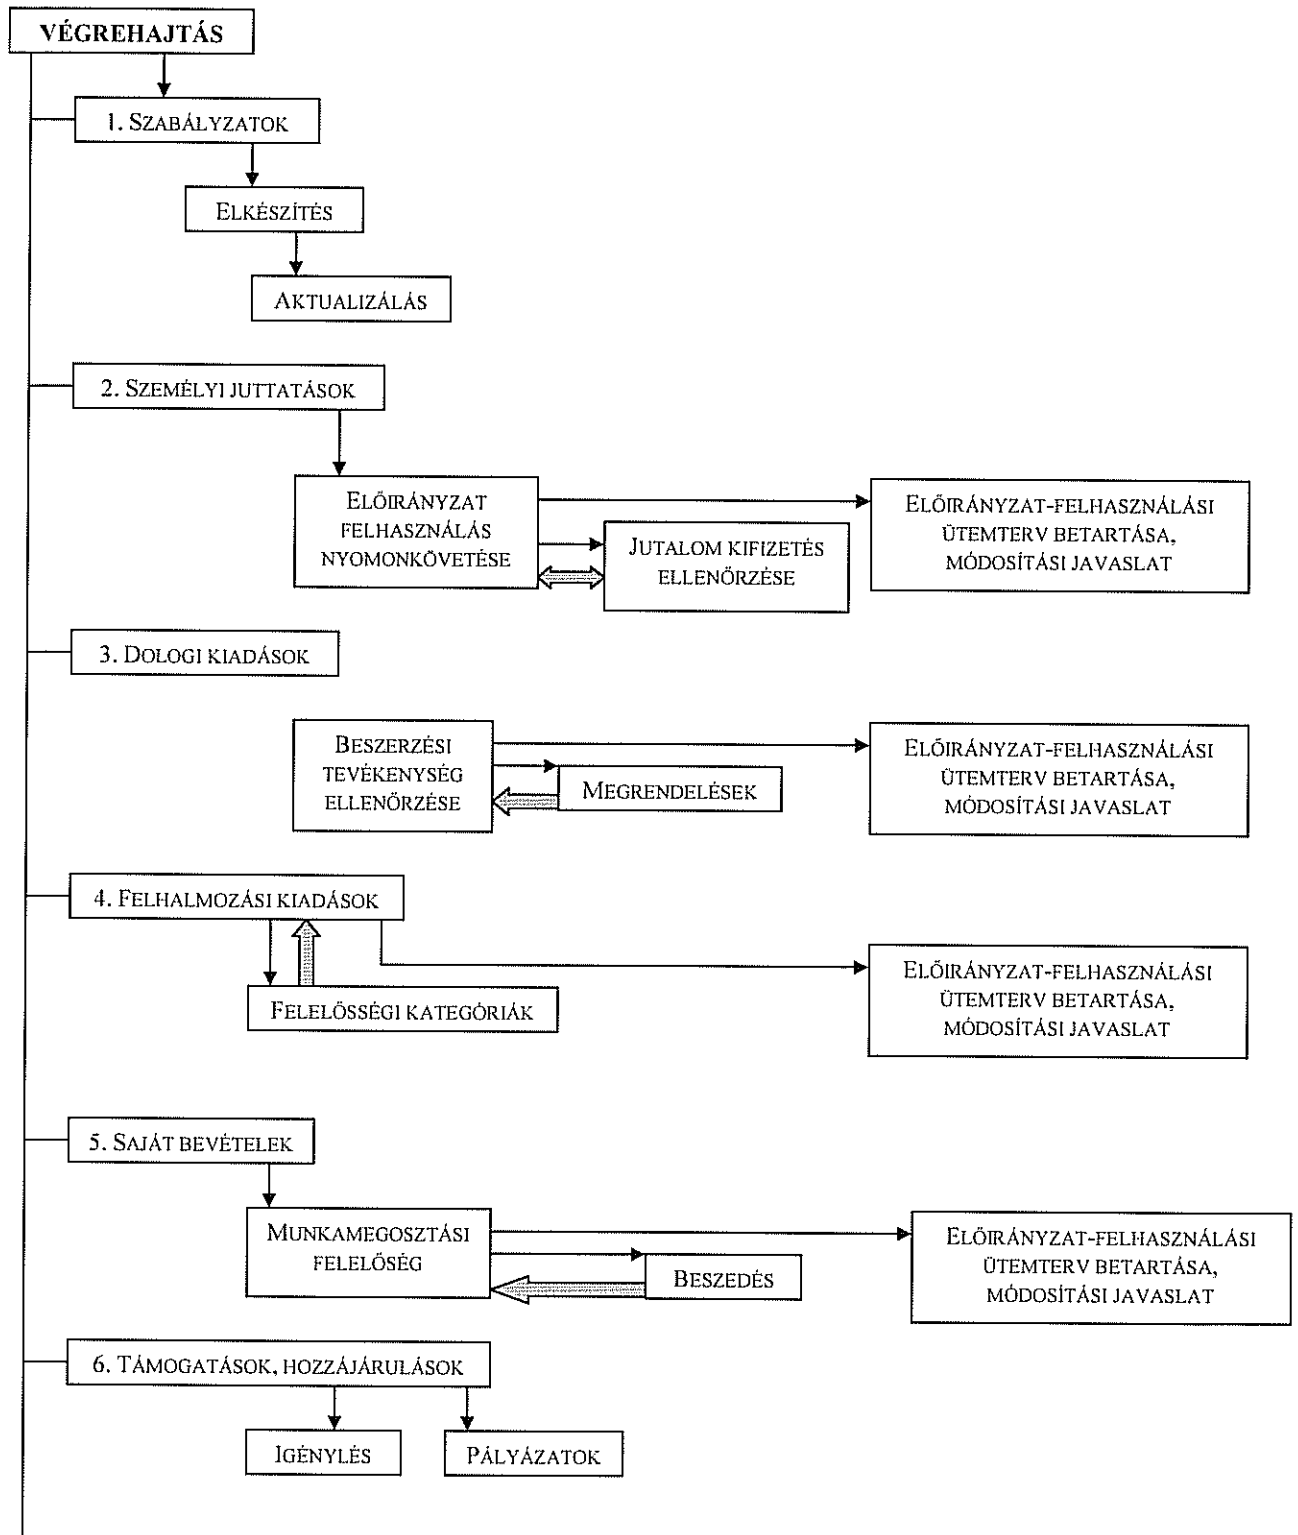 VÉGREHAJTÁS
1. SZABÁLYZATOK
ELKÉSZÍTÉS
AKTUALIZÁLÁS
2. SZEMÉLYI JUTTATÁSOK
ELŐIRÁNYZAT
FELHASZNÁLÁS
NYOMONKÖVETÉSE
JUTALOM KIFIZETÉS
ELLENŐRZÉSE
ELŐIRÁNYZAT-FELHASZNÁLÁSI
ÜTEMTERV BETARTÁSA,
MÓDOSÍTÁSI JAVASLAT
3. DOLOGI KIADÁSOK
BESZERZÉSI
TEVÉKENYSÉG
ELLENŐRZÉSE
MEGRENDELÉSEK
ELŐIRÁNYZAT-FELHASZNÁLÁSI
ÜTEMTERV BETARTÁSA,
MÓDOSÍTÁSI JAVASLAT
4. FELHALMOZÁSI KIADÁSOK
FELELŐSSÉGI KATEGÓRIÁK
ELŐIRÁNYZAT-FELHASZNÁLÁSI
ÜTEMTERV BETARTÁSA,
MÓDOSÍTÁSI JAVASLAT
5. SAJÁT BEVÉTELEK
MUNKAMEGOSZTÁSI
FELELŐSÉG
BESZEDÉS
ELŐIRÁNYZAT-FELHASZNÁLÁSI
ÜTEMTERV BETARTÁSA,
MÓDOSÍTÁSI JAVASLAT
6. TÁMOGATÁSOK, HOZZÁJÁRULÁSOK
IGÉNYLÉS
PÁLYÁZATOK